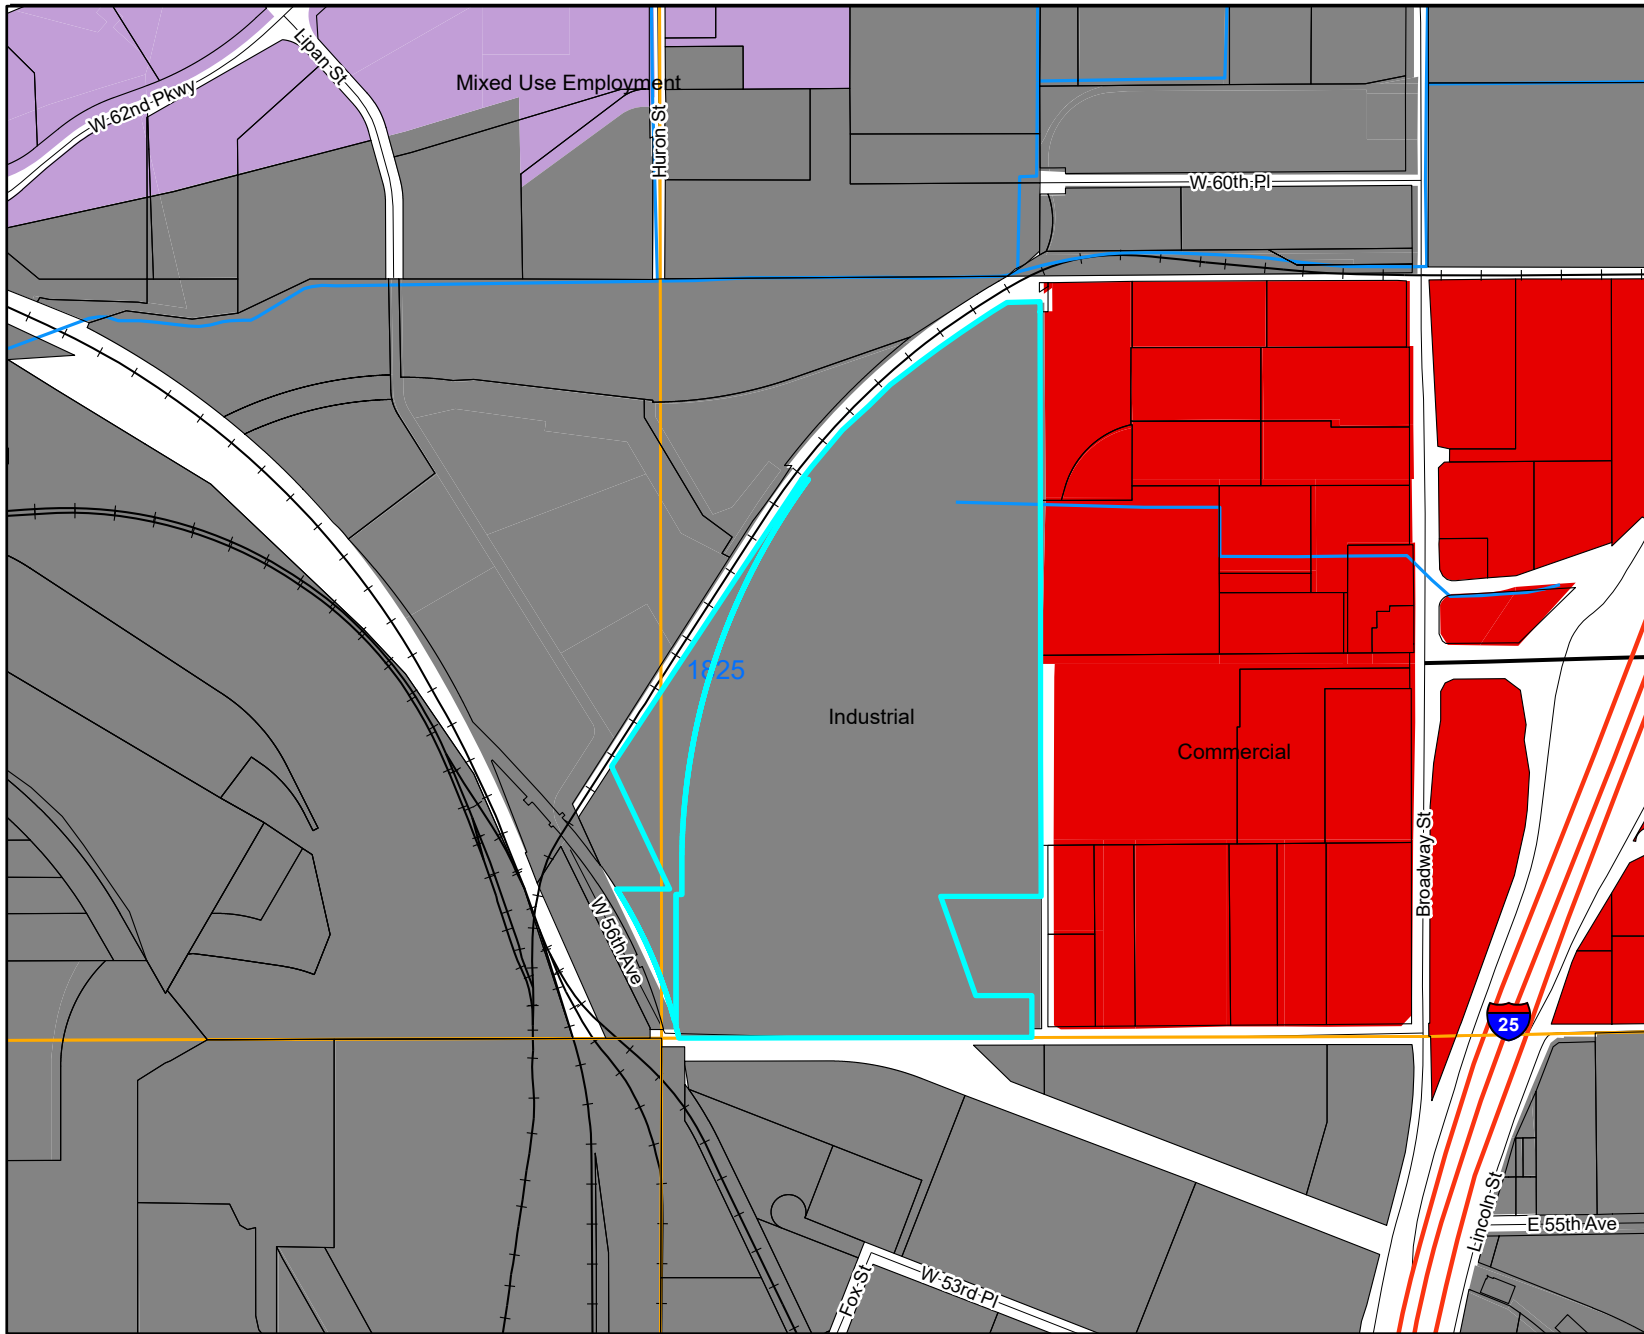 Lipan St
Mixed Use Employment
W 62nd Pkwy
Huron St
W 60th Pl
1825
Industrial
Commercial
Broadway St
W 56th Ave
25
Lincoln St
E 55th Ave
Fox St
W 53rd Pl